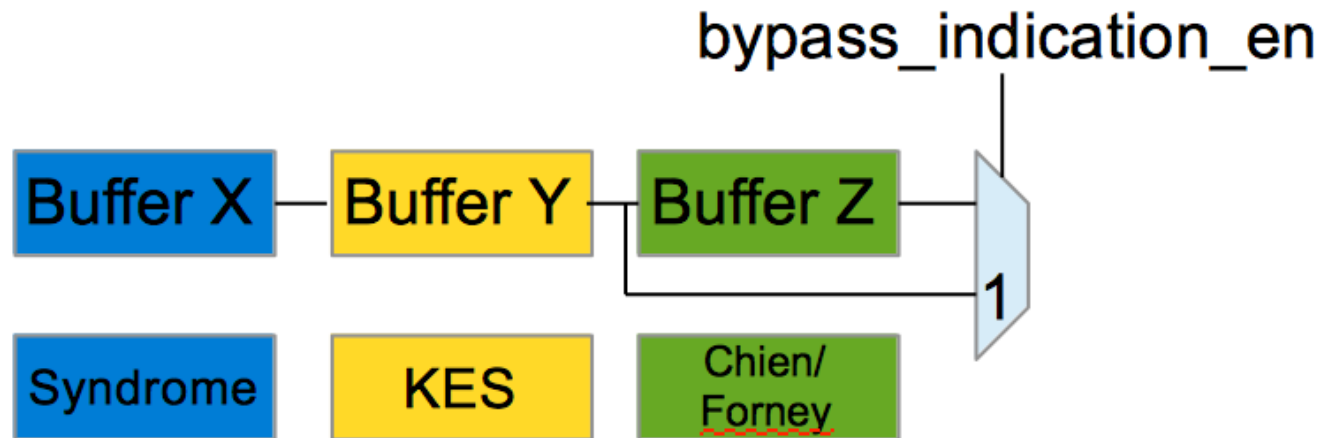 bypass_indication_en
Buffer X
Buffer Y
Buffer Z
1
Syndrome
KES
Chien/
Forney